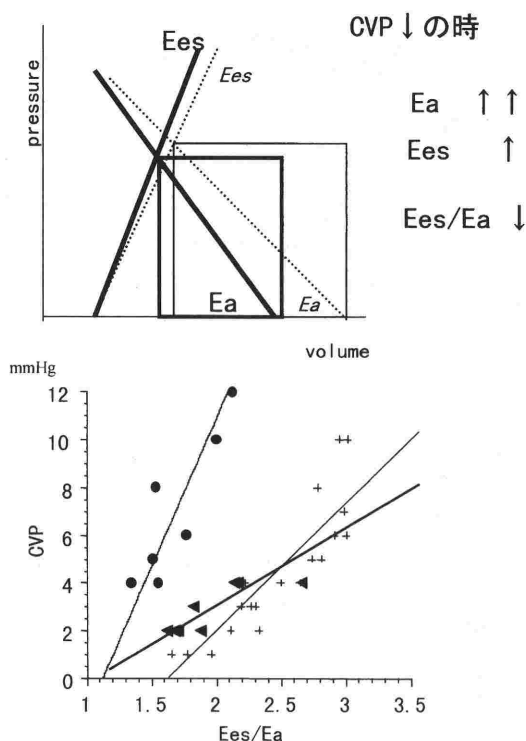 CVP↓の時
Ees
Ees
pressure
Ea ↑↑
Ees ↑
Ees/Ea ↓
Ea
Ea
volume
mmHg
12
10
8
6
4
2
0
CVP
1 1.5 2 2.5 3 3.5
Ees/Ea